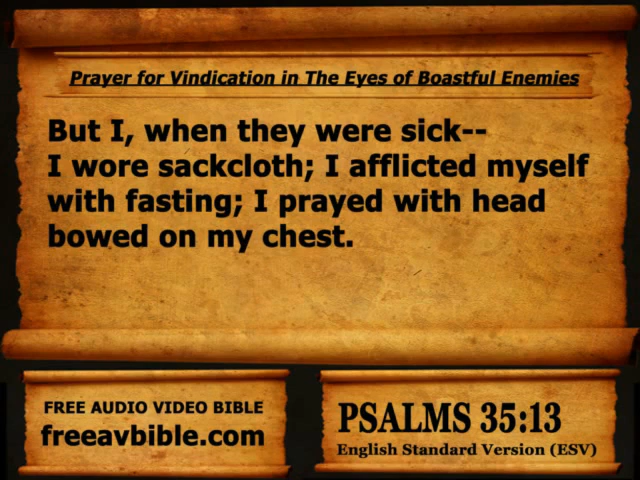 Prayer for Vindication in The Eyes of Boastful Enemies
But I, when they were sick--
I wore sackcloth; I afflicted myself
with fasting; I prayed with head
bowed on my chest.
FREE AUDIO VIDEO BIBLE
freeavbible.com
PSALMS 35:13
English Standard Version (ESV)